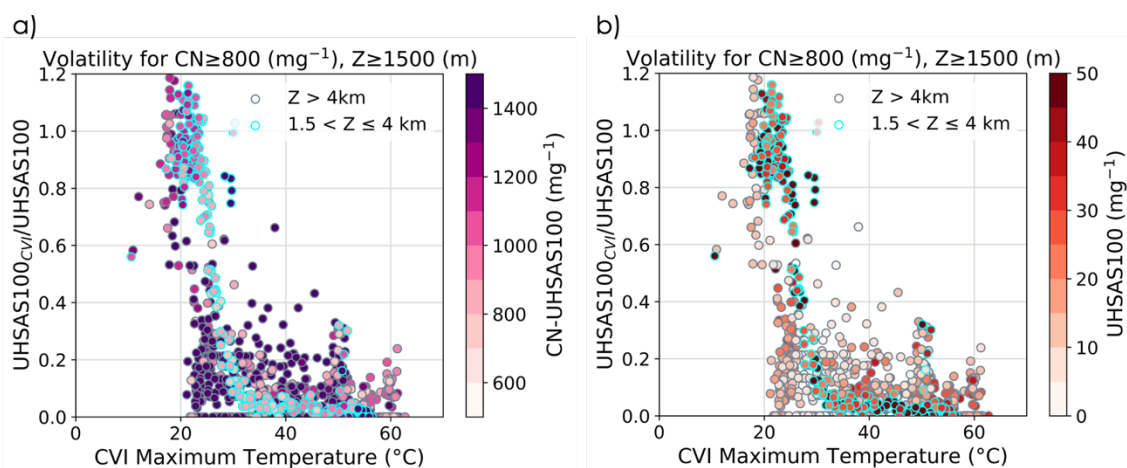 a)
Volatility for CN≥800 (mg⁻¹), Z≥1500 (m)
1.2
1.0
0.8
0.6
0.4
0.2
0.0
UHSAS100CVI/UHSAS100
Z > 4km
1.5 < Z ≤ 4 km
20
40
60
CVI Maximum Temperature (°C)
1400
1200
1000
800
600
CN-UHSAS100 (mg⁻¹)
b)
Volatility for CN≥800 (mg⁻¹), Z≥1500 (m)
1.2
1.0
0.8
0.6
0.4
0.2
0.0
UHSAS100CVI/UHSAS100
Z > 4km
1.5 < Z ≤ 4 km
0
20
40
60
CVI Maximum Temperature (°C)
50
40
30
20
10
0
UHSAS100 (mg⁻¹)